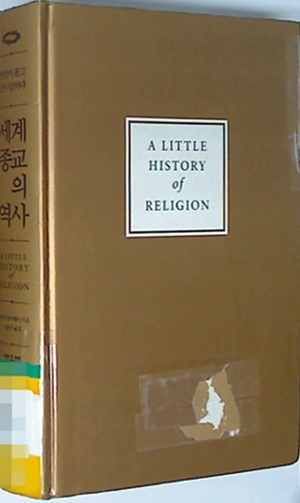 세계
종교
의
역사
A LITTLE
HISTORY
of
RELIGION
A LITTLE
HISTORY
of
RELIGION